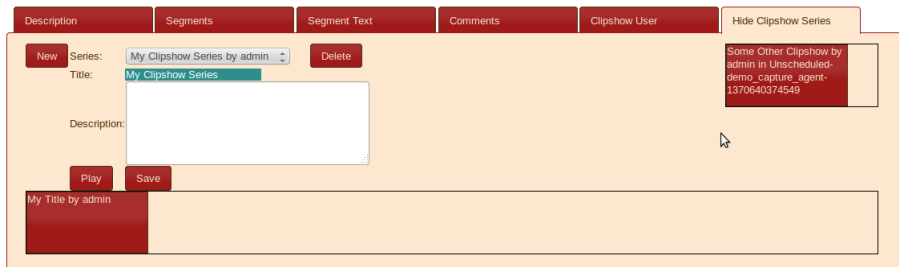 Description
Segments
Segment Text
Comments
Clipshow User
Hide Clipshow Series
New
Series:
My Clipshow Series by admin
Delete
Title:
My Clipshow Series
Description:
Play
Save
Some Other Clipshow by
admin in Unscheduled-
demo_capture_agent-
1370640374549
My Title by admin